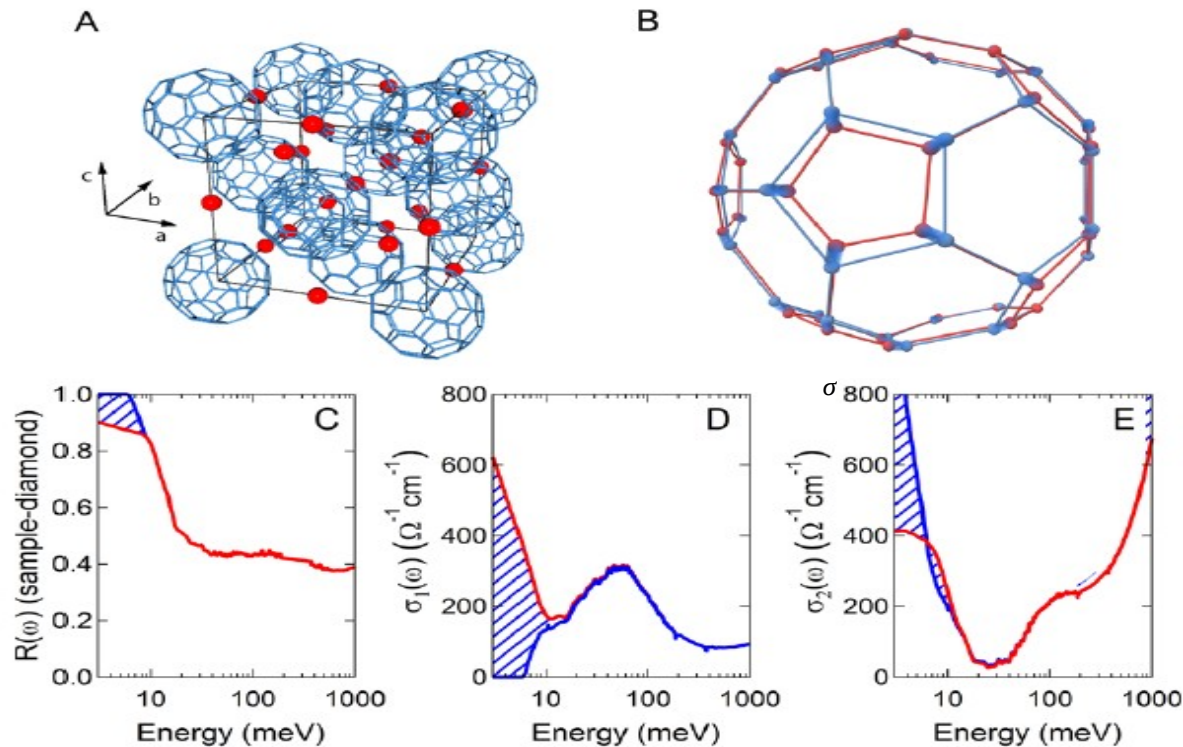 A
B
c
b
a
C
1.0
0.8
0.6
0.4
0.2
0.0
R(ω) (sample-diamond)
10
100
1000
Energy (meV)
D
800
600
400
200
0
σ₁(ω) (Ω⁻¹cm⁻¹)
10
100
1000
Energy (meV)
σ
E
800
600
400
200
0
σ₂(ω) (Ω⁻¹cm⁻¹)
10
100
1000
Energy (meV)